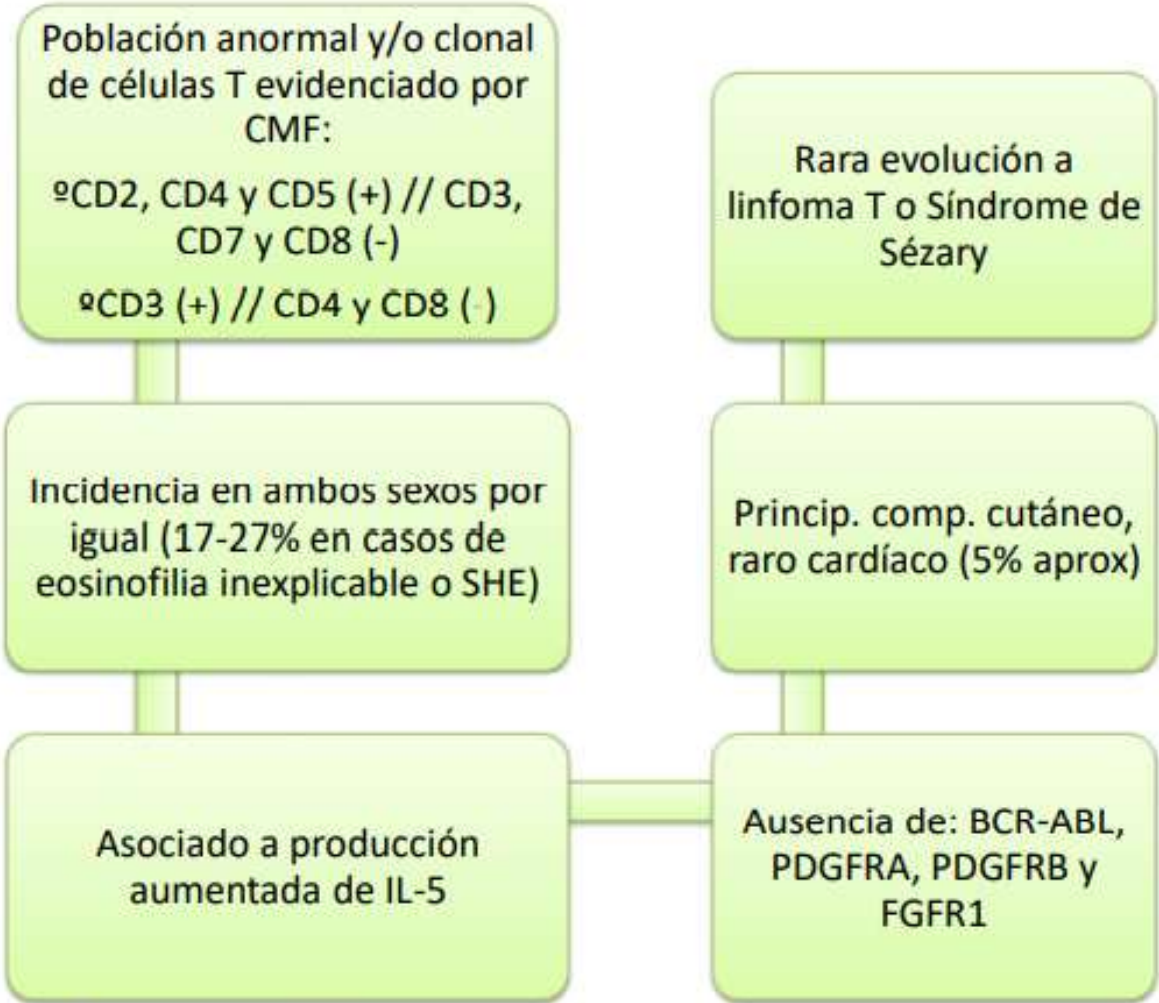 Población anormal y/o clonal
de células T evidenciado por
CMF:
ºCD2, CD4 y CD5 (+) // CD3,
CD7 y CD8 (-)
ºCD3 (+) // CD4 y CD8 (-)
Incidencia en ambos sexos por
igual (17-27% en casos de
eosinofilia inexplicable o SHE)
Asociado a producción
aumentada de IL-5
Ausencia de: BCR-ABL,
PDGFRA, PDGFRB y
FGFR1
Princip. comp. cutáneo,
raro cardíaco (5% aprox)
Rara evolución a
linfoma T o Síndrome de
Sézary